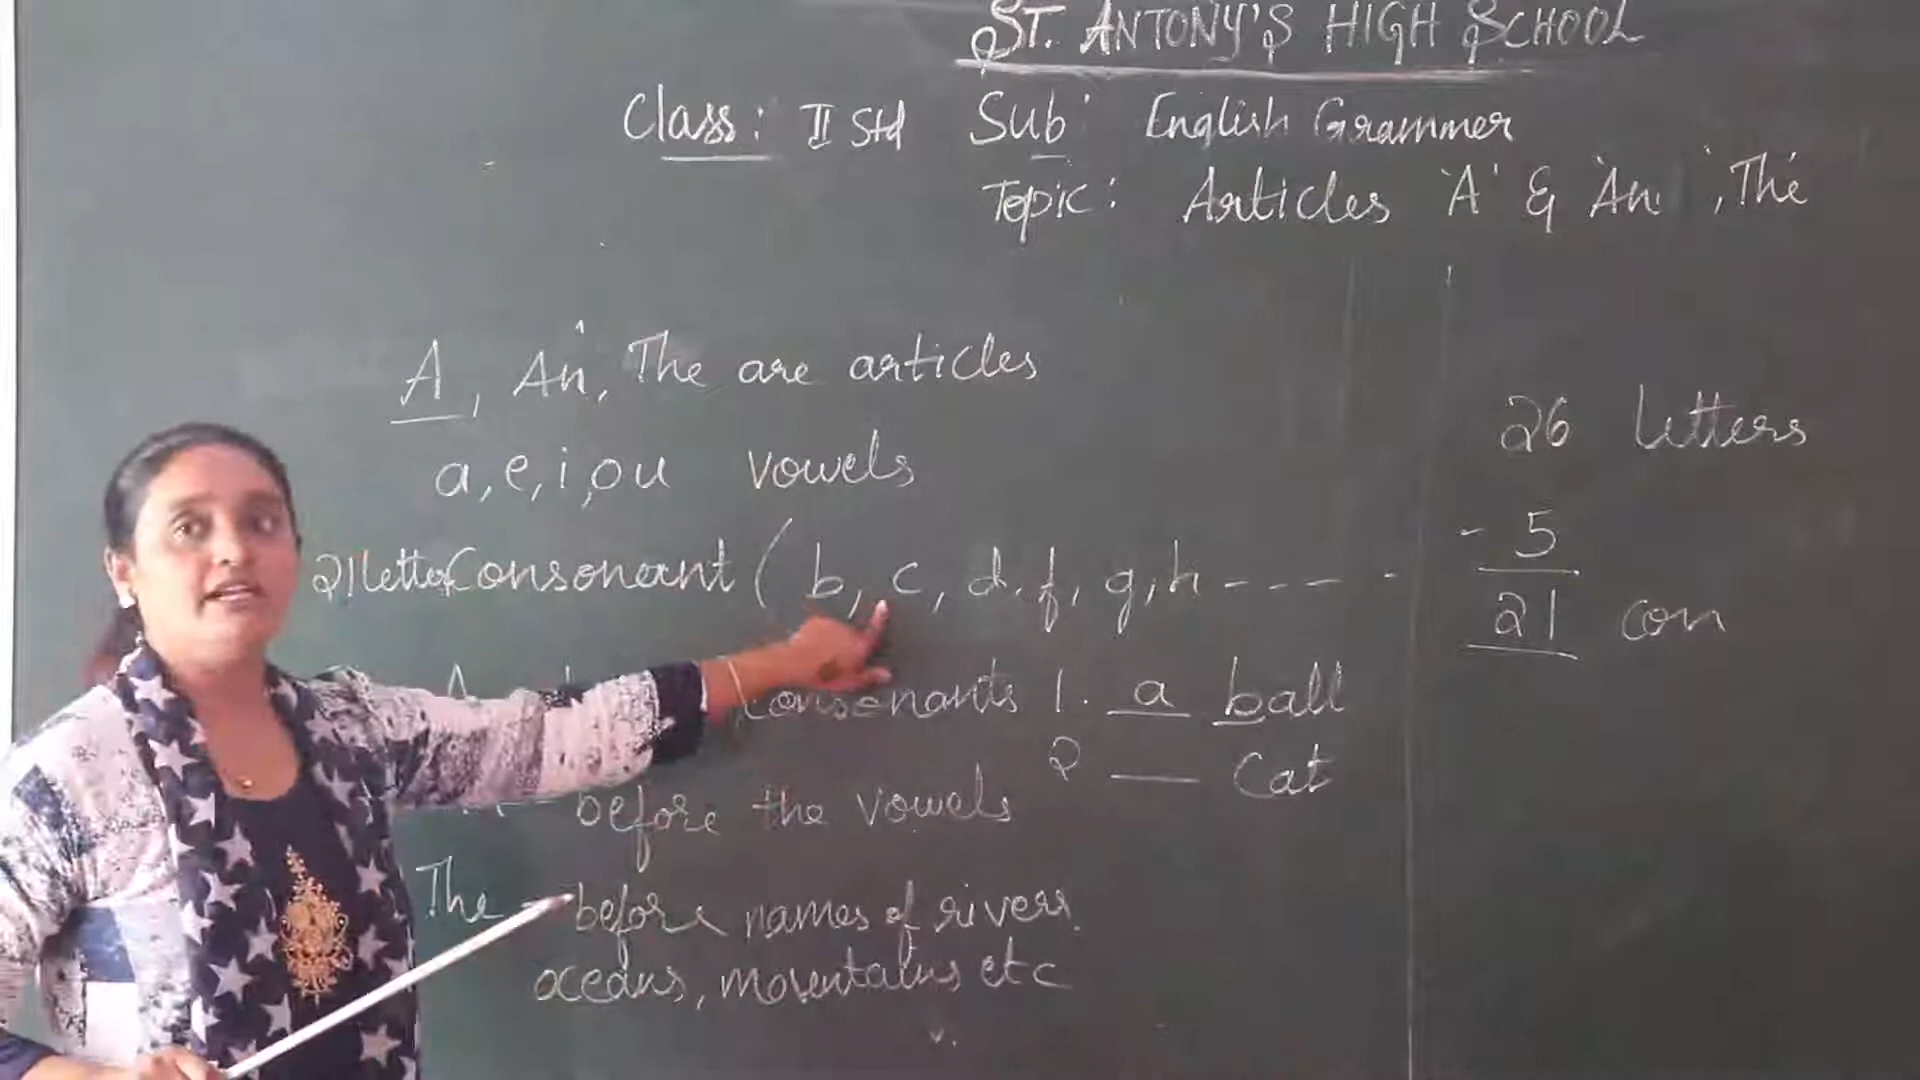 ST. ANTONY'S HIGH SCHOOL
Class: II Std Sub: English Grammer
Topic: Articles 'A' & 'An', 'The
A, An, The are articles
a, e, i, o u vowels
26 letters
- 5
21 con
21 letter Consonant ( b, c, d, f, g, h - - - -
consonants 1. a ball
2 __ Cat
before the vowels
The - before names of rivers.
oceans, mountains etc